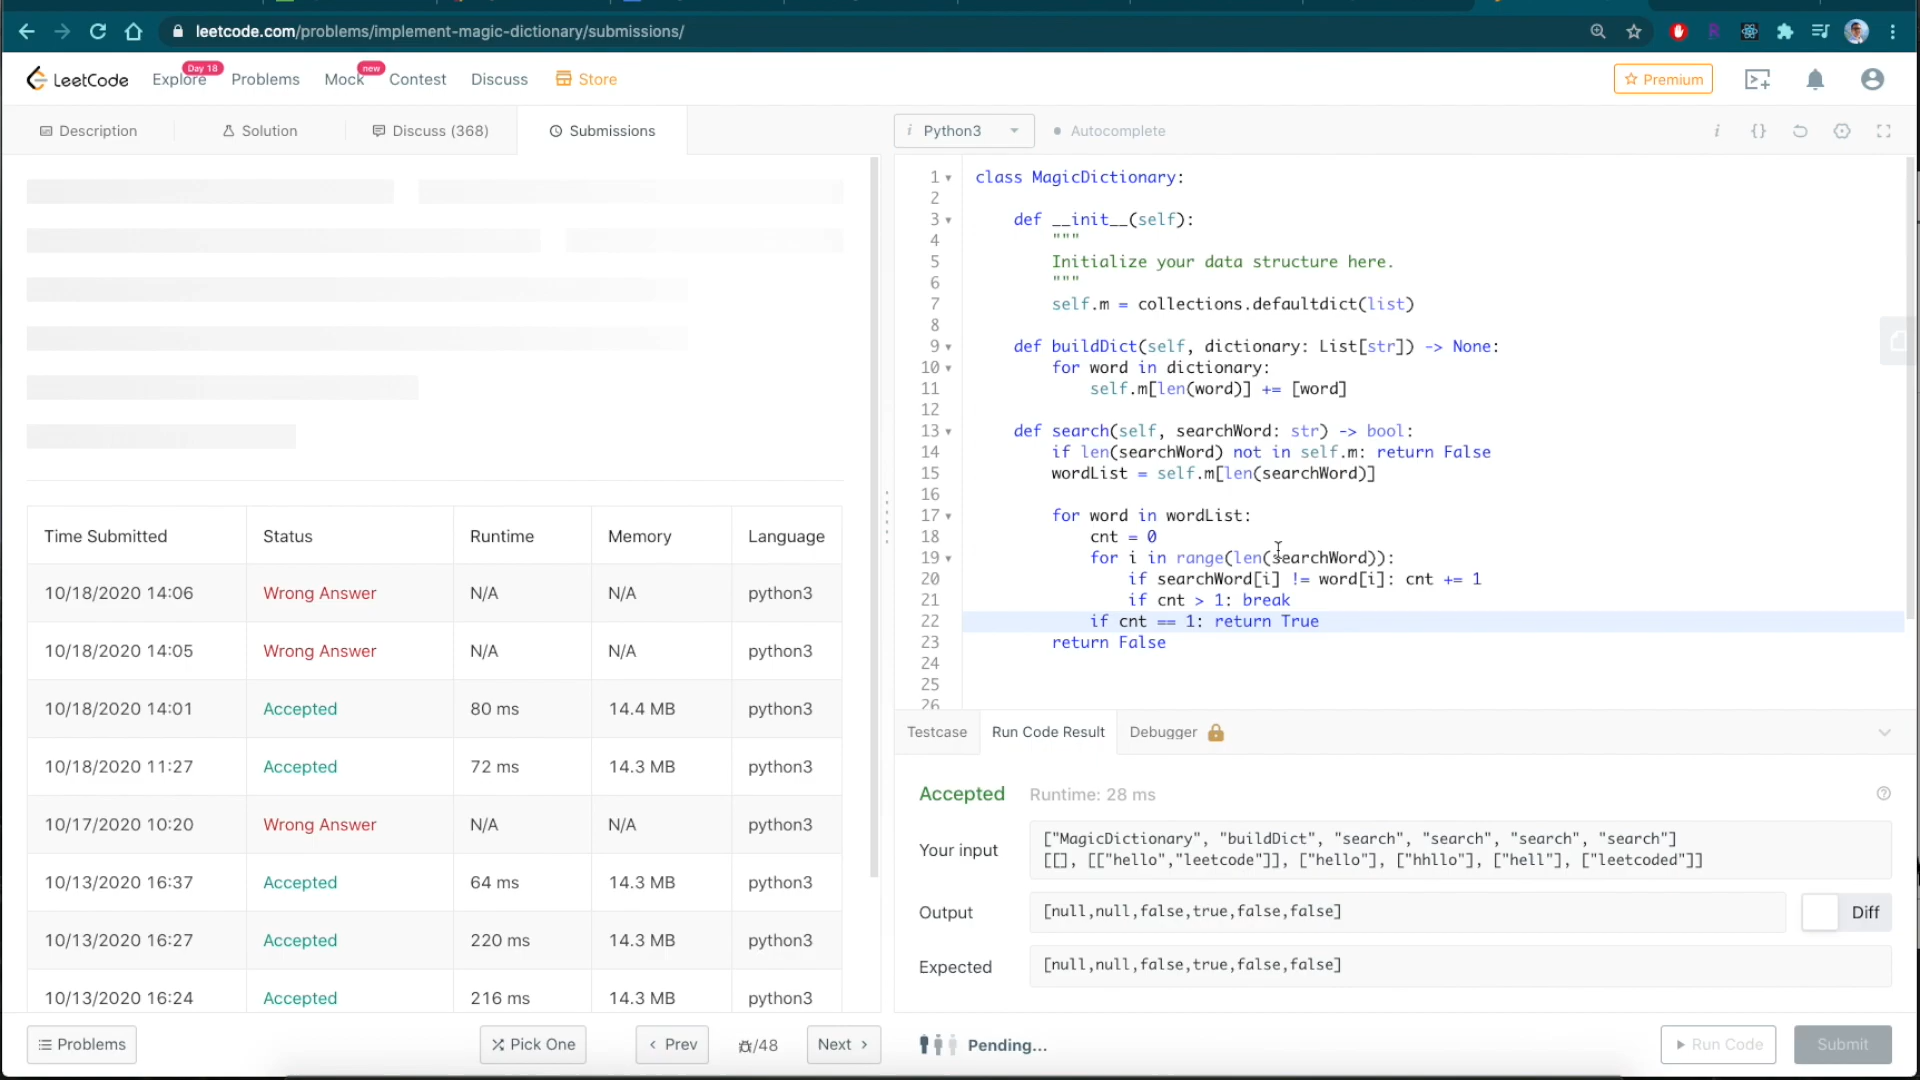 leetcode.com/problems/implement-magic-dictionary/submissions/
LeetCode
Explore
Day 18
Problems
Mock
new
Contest
Discuss
Store
Premium
Description
Solution
Discuss (368)
Submissions
i Python3
Autocomplete
Time Submitted Status Runtime Memory Language
10/18/2020 14:06 Wrong Answer N/A N/A python3
10/18/2020 14:05 Wrong Answer N/A N/A python3
10/18/2020 14:01 Accepted 80 ms 14.4 MB python3
10/18/2020 11:27 Accepted 72 ms 14.3 MB python3
10/17/2020 10:20 Wrong Answer N/A N/A python3
10/13/2020 16:37 Accepted 64 ms 14.3 MB python3
10/13/2020 16:27 Accepted 220 ms 14.3 MB python3
10/13/2020 16:24 Accepted 216 ms 14.3 MB python3
Problems
Pick One
< Prev
/48
Next >
1 class MagicDictionary:
2
3 def __init__(self):
4 """
5 Initialize your data structure here.
6 """
7 self.m = collections.defaultdict(list)
8
9 def buildDict(self, dictionary: List[str]) -> None:
10 for word in dictionary:
11 self.m[len(word)] += [word]
12
13 def search(self, searchWord: str) -> bool:
14 if len(searchWord) not in self.m: return False
15 wordList = self.m[len(searchWord)]
16
17 for word in wordList:
18 cnt = 0
19 for i in range(len(searchWord)):
20 if searchWord[i] != word[i]: cnt += 1
21 if cnt > 1: break
22 if cnt == 1: return True
23 return False
24
25
26
Testcase
Run Code Result
Debugger
Accepted Runtime: 28 ms
Your input
["MagicDictionary", "buildDict", "search", "search", "search", "search"]
[[], [["hello","leetcode"]], ["hello"], ["hhllo"], ["hell"], ["leetcoded"]]
Output
[null,null,false,true,false,false]
Diff
Expected
[null,null,false,true,false,false]
Pending...
Run Code
Submit